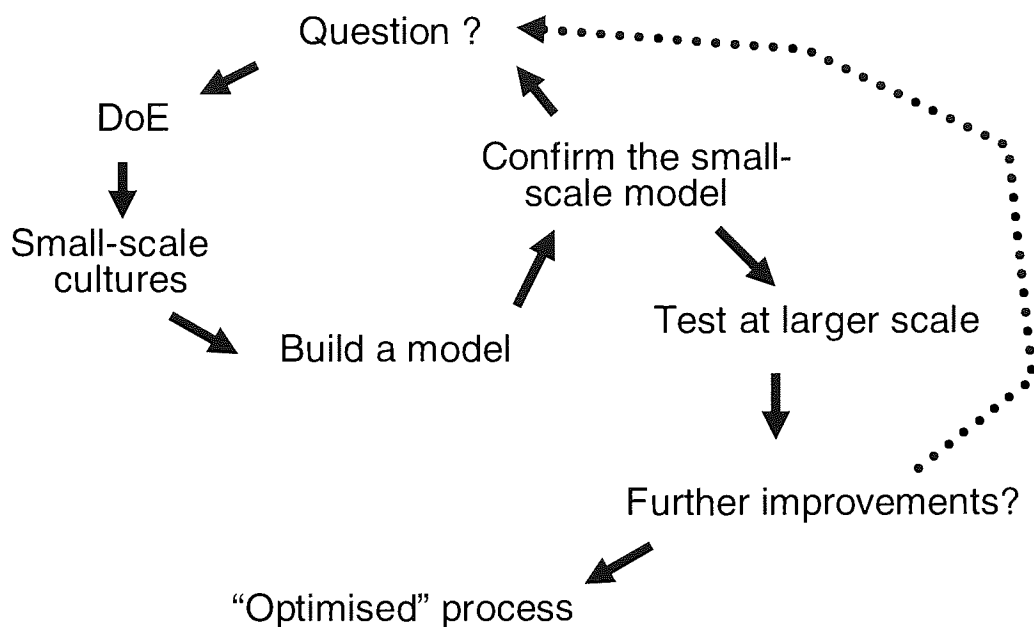 Question ?
DoE
Confirm the small-
scale model
Small-scale
cultures
Test at larger scale
Build a model
Further improvements?
“Optimised” process